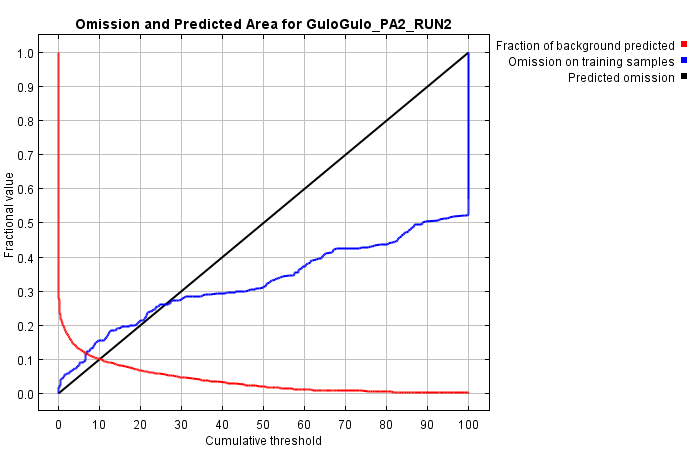 Omission and Predicted Area for GuloGulo_PA2_RUN2
Fraction of background predicted
Omission on training samples
Predicted omission
Fractional value
1.0
0.9
0.8
0.7
0.6
0.5
0.4
0.3
0.2
0.1
0.0
0 10 20 30 40 50 60 70 80 90 100
Cumulative threshold